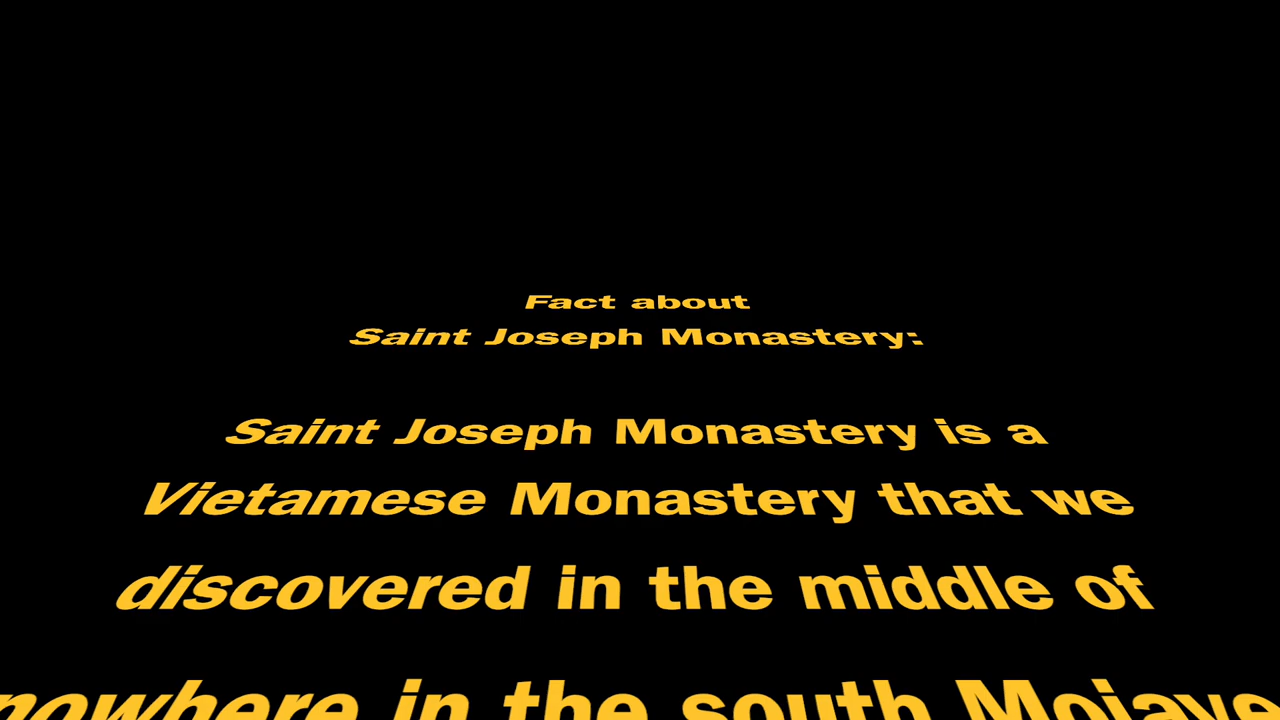 Fact about
Saint Joseph Monastery:
Saint Joseph Monastery is a
Vietamese Monastery that we
discovered in the middle of
nowhere in the south Mojave